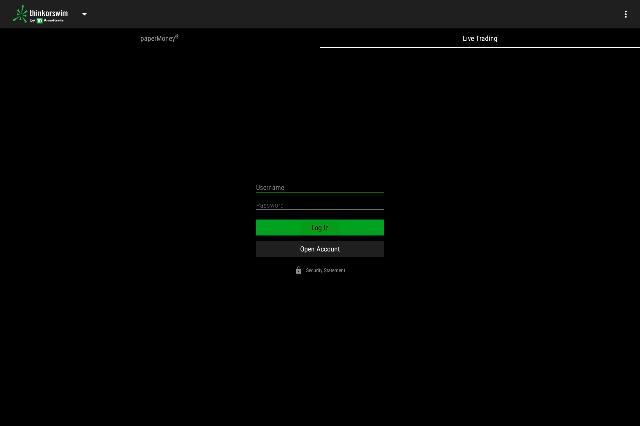 thinkorswim
by TD Ameritrade
paperMoney®
Live Trading
Username
Password
Log In
Open Account
Security Statement